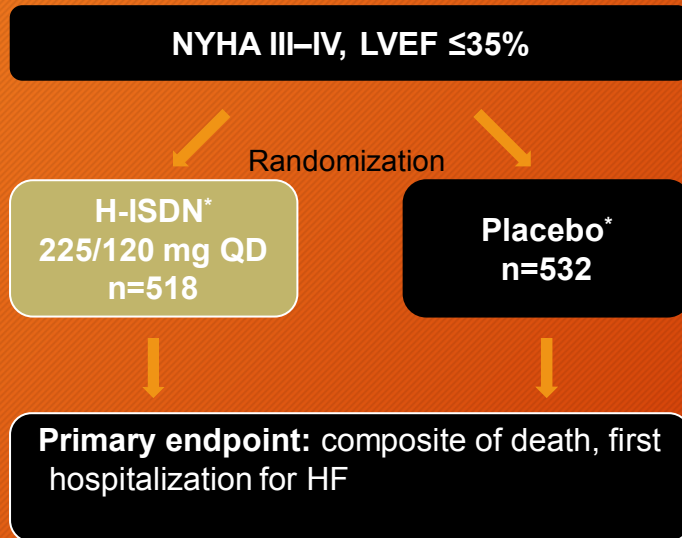 NYHA III–IV, LVEF ≤35%
Randomization
H-ISDN*
225/120 mg QD
n=518
Placebo*
n=532
Primary endpoint: composite of death, first
hospitalization for HF